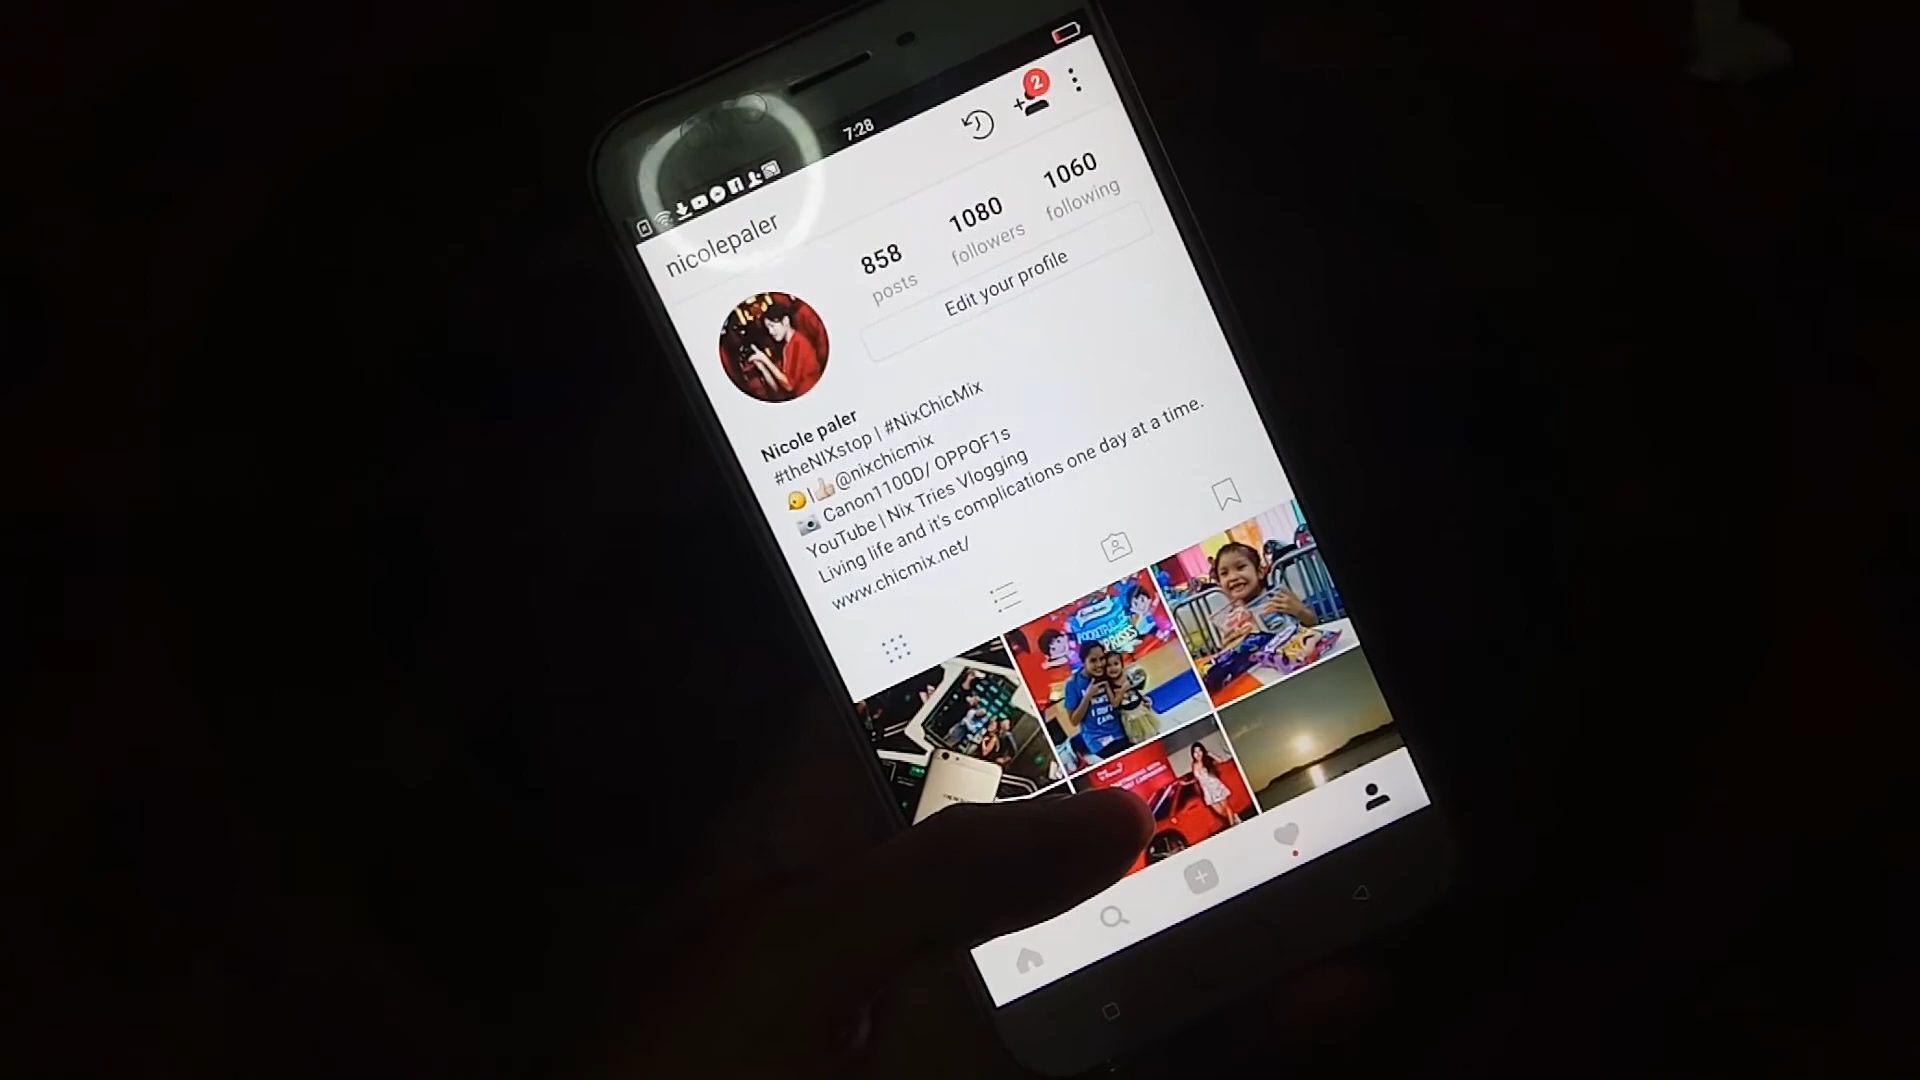 7:28
2
nicolepaler
858
posts
1080
followers
1060
following
Edit your profile
Nicole paler
#theNIXstop | #NixChicMix
|👍@nixchicmix
📷 Canon1100D/ OPPOF1s
YouTube | Nix Tries Vlogging
Living life and it's complications one day at a time.
www.chicmix.net/